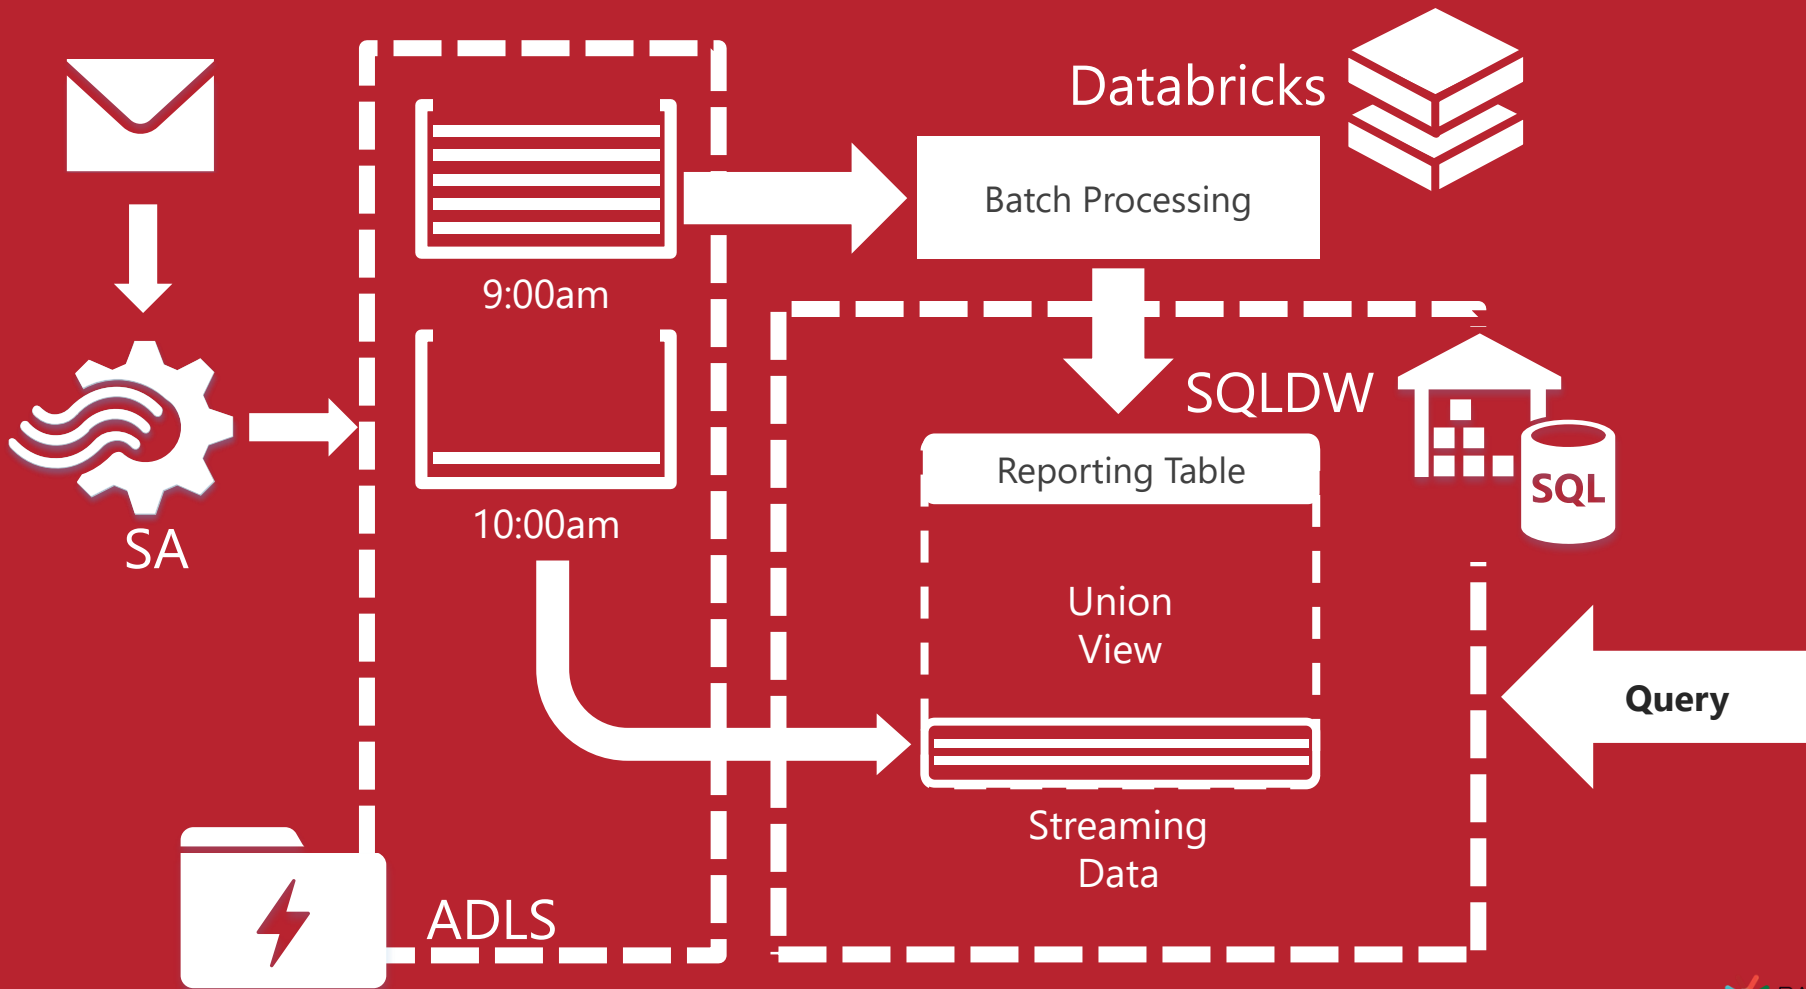 Databricks
Batch Processing
9:00am
SQLDW
Reporting Table
SQL
10:00am
SA
Union
View
Query
Streaming
Data
ADLS